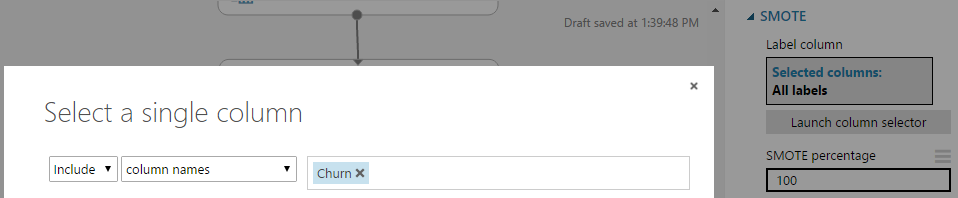 Draft saved at 1:39:48 PM
Select a single column
Include column names Churn
SMOTE
Label column
Selected columns:
All labels
Launch column selector
SMOTE percentage
100